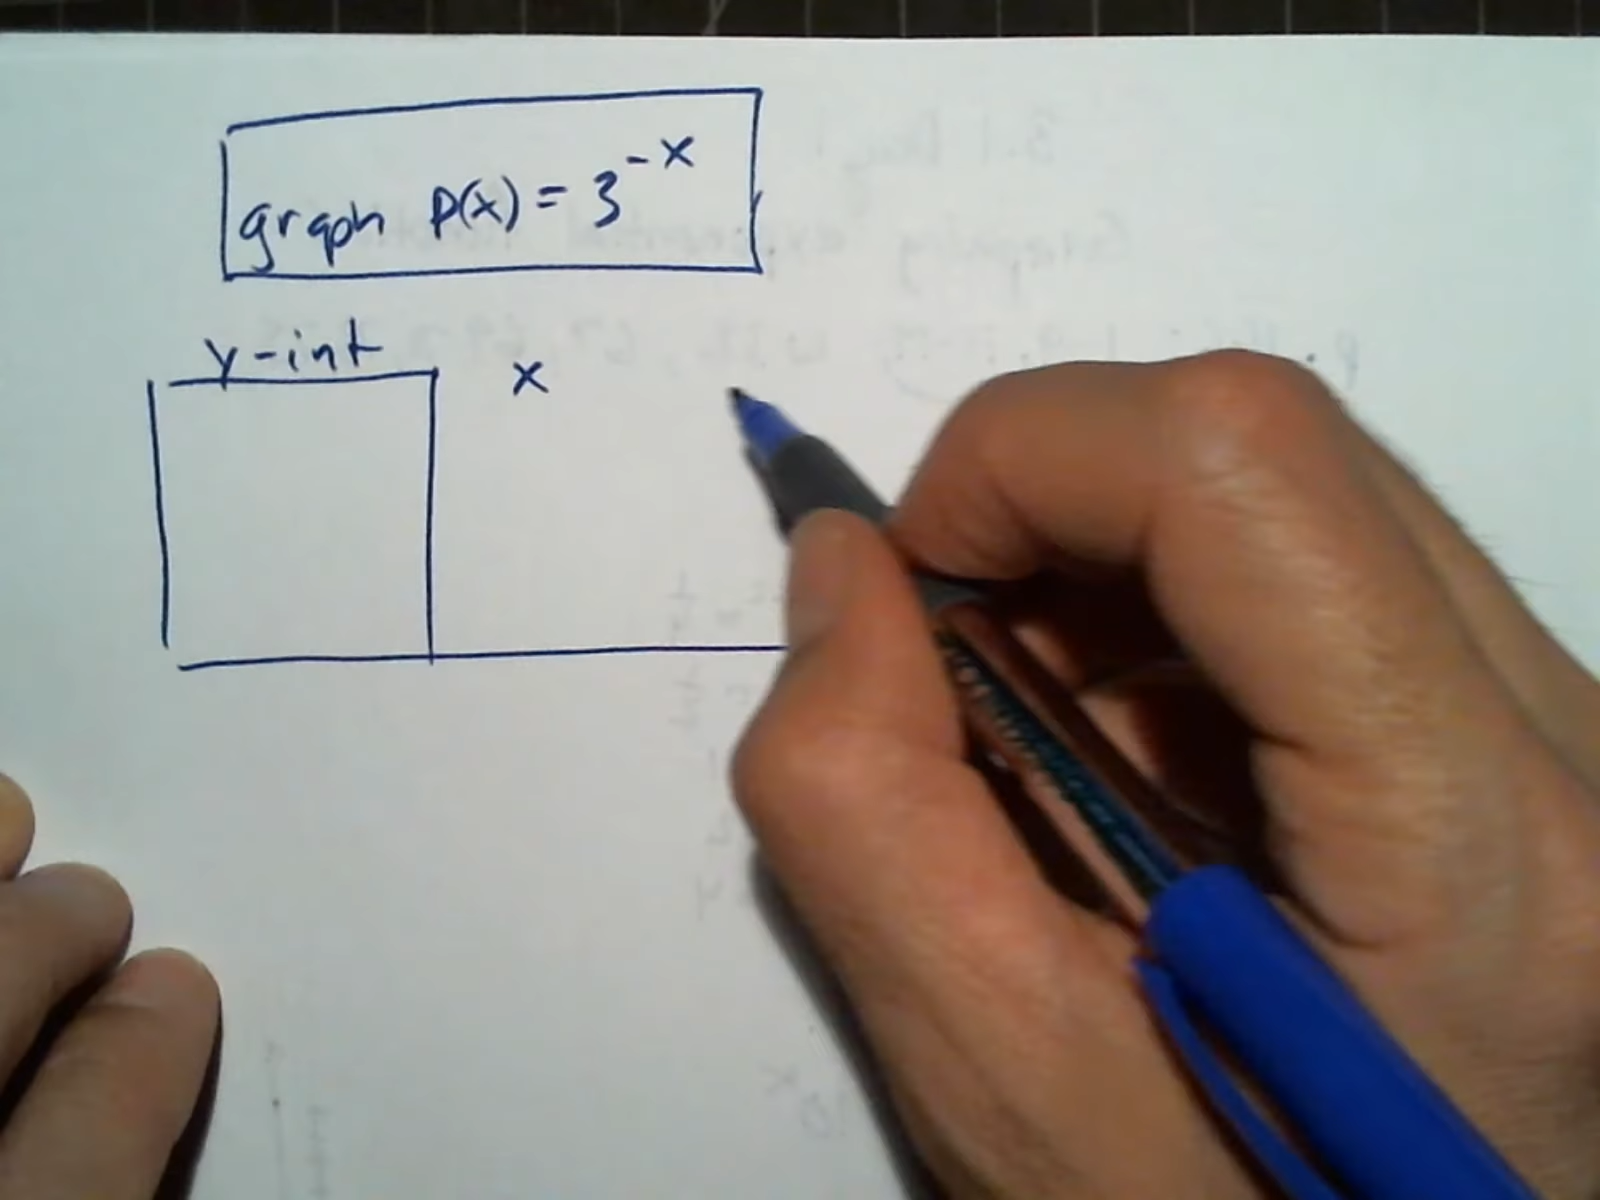 graph p(x) = 3^-x
y-int x